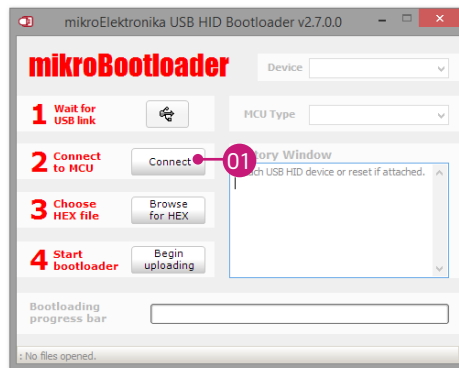 mikroElektronika USB HID Bootloader v2.7.0.0
mikroBootloader
Device
1 Wait for
USB link
MCU Type
2 Connect
to MCU
Connect
01
tory Window
ch USB HID device or reset if attached.
3 Choose
HEX file
Browse
for HEX
4 Start
bootloader
Begin
uploading
Bootloading
progress bar
: No files opened.